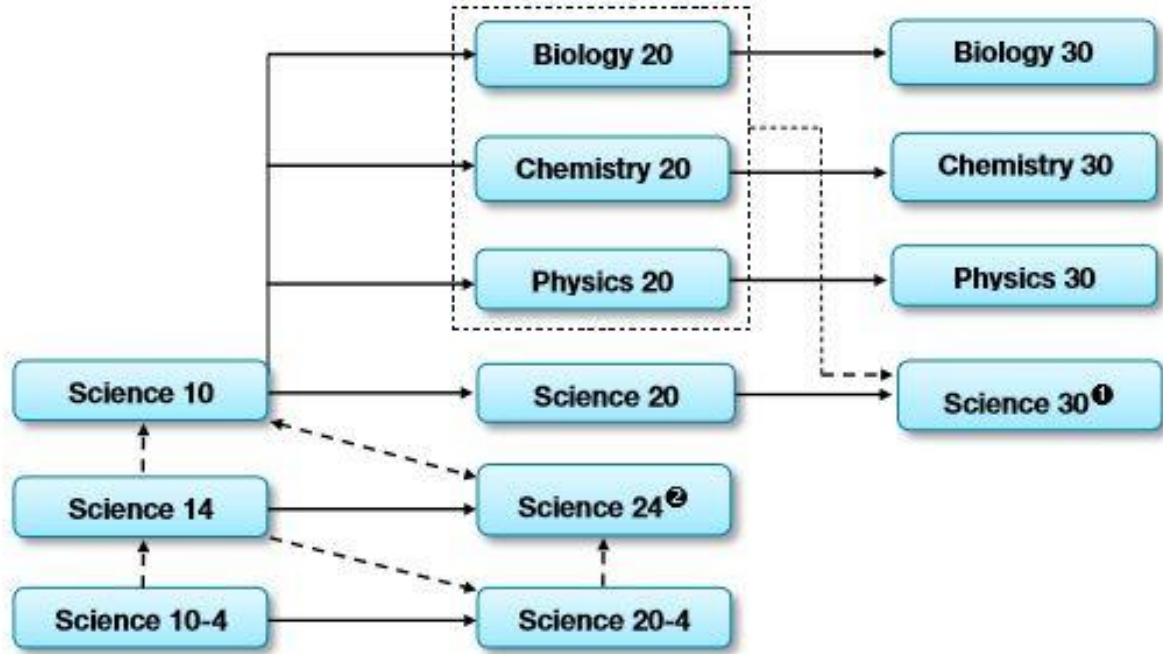 Biology 20
Biology 30
Chemistry 20
Chemistry 30
Physics 20
Physics 30
Science 10
Science 20
Science 30❶
Science 14
Science 24❷
Science 10-4
Science 20-4